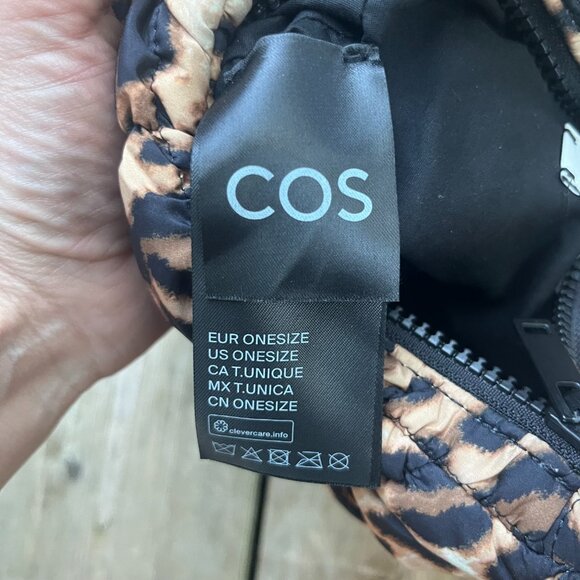 COS
EUR ONESIZE
US ONESIZE
CA T.UNIQUE
MX T.UNICA
CN ONESIZE
clevercare.info